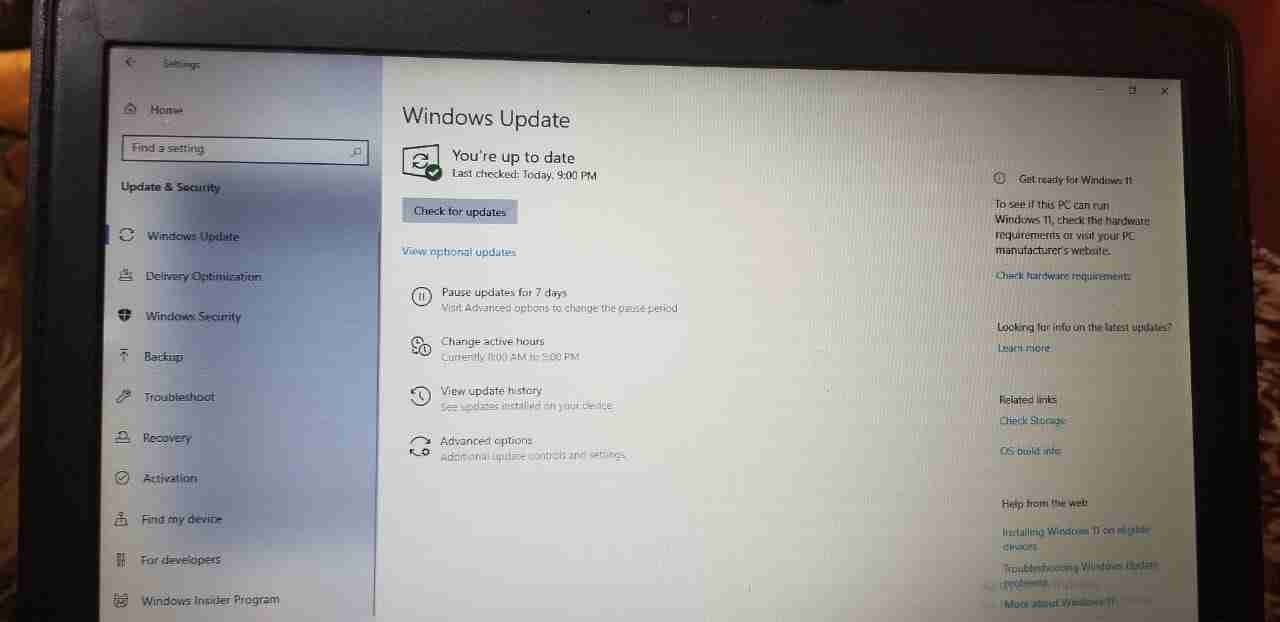 Settings
Home
Find a setting
Update & Security
Windows Update
Delivery Optimization
Windows Security
Backup
Troubleshoot
Recovery
Activation
Find my device
For developers
Windows Insider Program
Windows Update
You're up to date
Last checked: Today, 9:00 PM
Check for updates
View optional updates
Pause updates for 7 days
Visit Advanced options to change the pause period
Change active hours
Currently 8:00 AM to 5:00 PM
View update history
See updates installed on your device
Advanced options
Additional update controls and settings
Get ready for Windows 11
To see if this PC can run
Windows 11, check the hardware
requirements or visit your PC
manufacturer's website.
Check hardware requirements
Looking for info on the latest updates?
Learn more
Related links
Check Storage
OS build info
Help from the web
Installing Windows 11 on eligible
devices
Troubleshooting Windows Update
problems
More about Windows 11